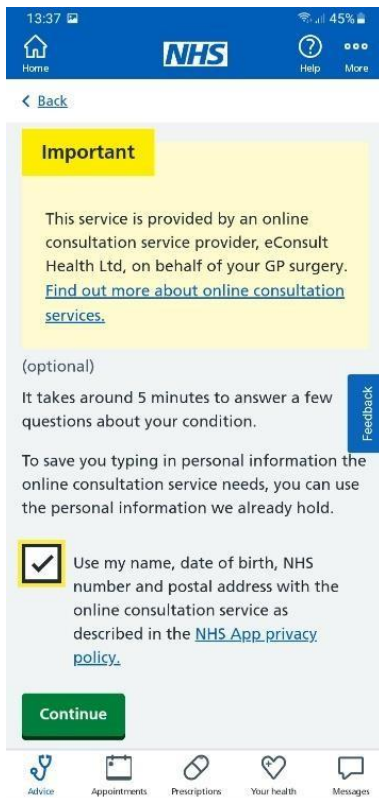 13:37 45%
NHS
Home Help More
Back
Important
This service is provided by an online
consultation service provider, eConsult
Health Ltd, on behalf of your GP surgery.
Find out more about online consultation
services.
(optional)
It takes around 5 minutes to answer a few
questions about your condition.
Feedback
To save you typing in personal information the
online consultation service needs, you can use
the personal information we already hold.
Use my name, date of birth, NHS
number and postal address with the
online consultation service as
described in the NHS App privacy
policy.
Continue
Advice Appointments Prescriptions Your health Messages